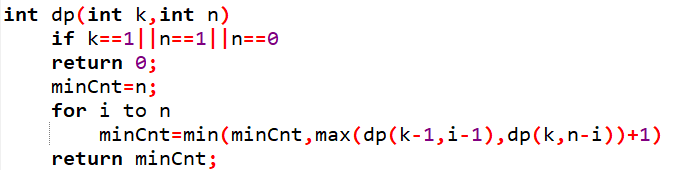 int dp(int k,int n)
    if k==1||n==1||n==0
    return 0;
    minCnt=n;
    for i to n
        minCnt=min(minCnt,max(dp(k-1,i-1),dp(k,n-i))+1)
    return minCnt;